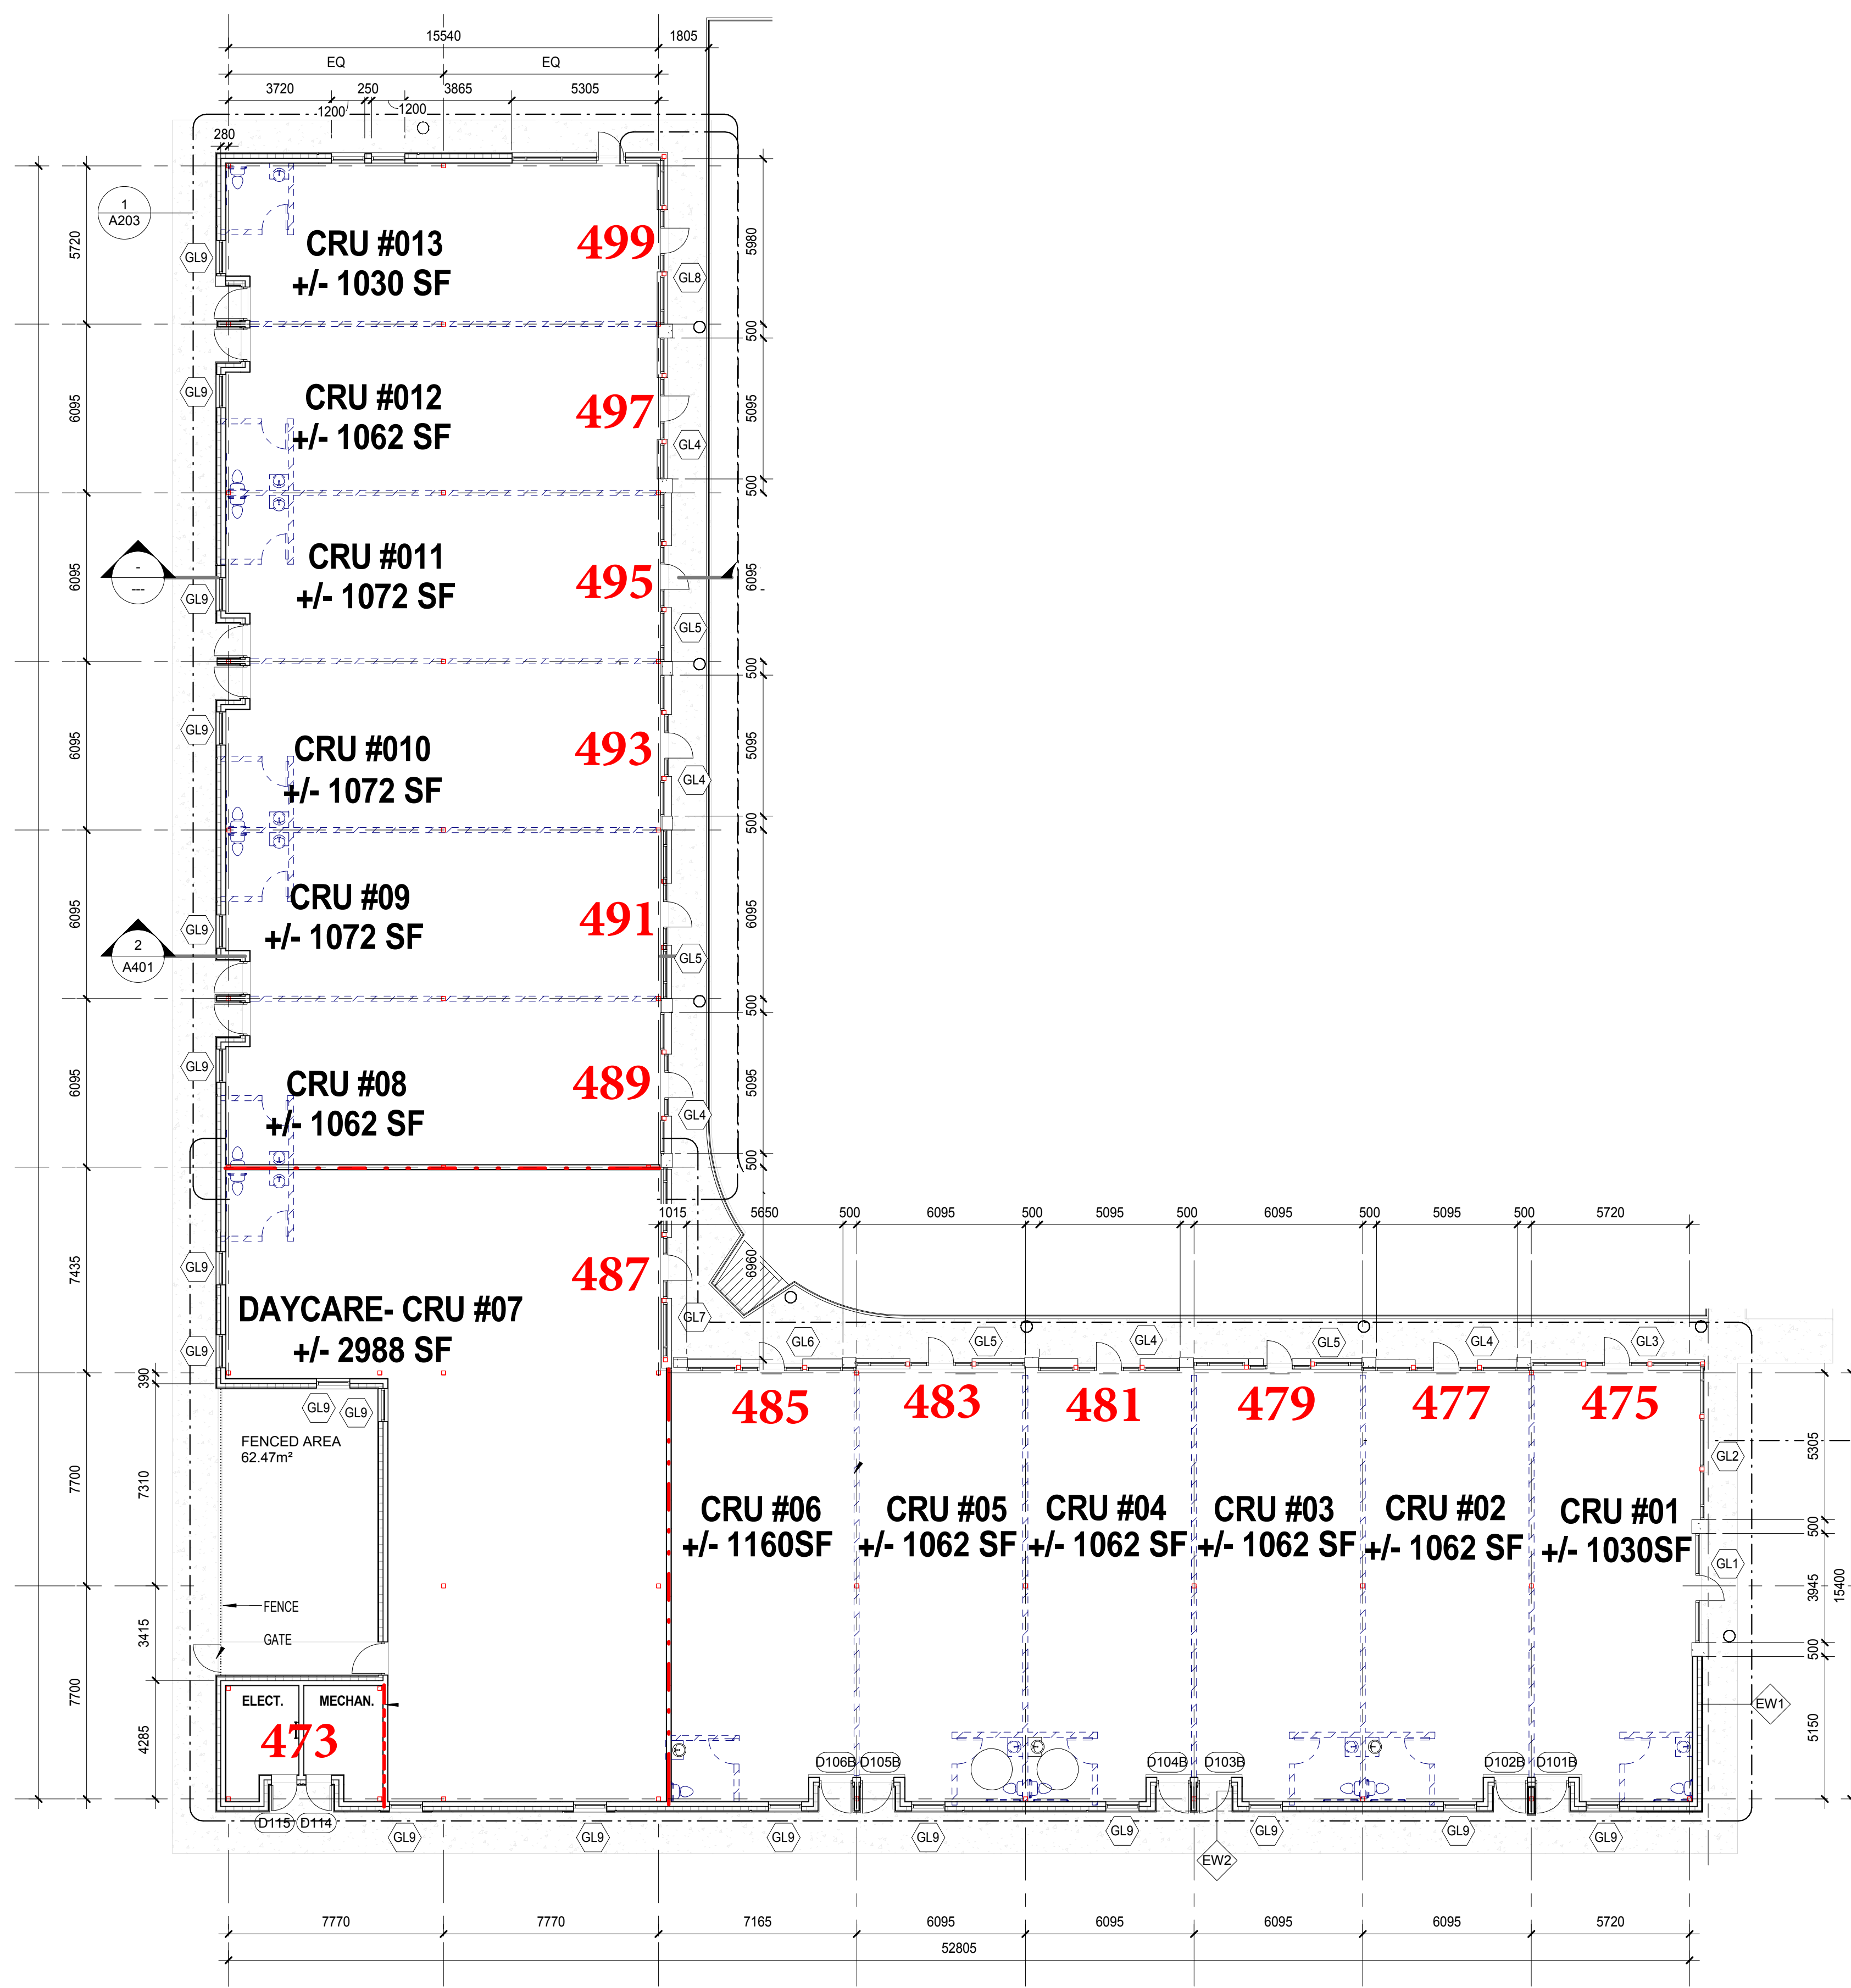 15540
1805
EQ
EQ
3720
250
3865
5305
1200
1200
280
1
A203
5720
5980
GL9
CRU #013
+/- 1030 SF
499
GL8
500
GL9
6095
CRU #012
+/- 1062 SF
497
5095
GL4
500
6095
CRU #011
+/- 1072 SF
495
6095
-
---
GL9
GL5
500
GL9
6095
CRU #010
+/- 1072 SF
493
5095
GL4
500
6095
CRU #09
+/- 1072 SF
491
6095
GL9
2
A401
GL5
500
GL9
6095
CRU #08
+/- 1062 SF
489
5095
GL4
500
1015
5650
500
6095
500
5095
500
6095
500
5095
500
5720
7435
GL9
487
6960
DAYCARE- CRU #07
+/- 2988 SF
GL7
GL6
GL5
GL4
GL5
GL4
GL3
GL9
390
GL9
GL9
485
483
481
479
477
475
FENCED AREA
62.47m²
7700
7310
5305
GL2
CRU #06
+/- 1160SF
CRU #05
+/- 1062 SF
CRU #04
+/- 1062 SF
CRU #03
+/- 1062 SF
CRU #02
+/- 1062 SF
CRU #01
+/- 1030SF
500
GL1
3945
15400
FENCE
GATE
3415
500
7700
4285
ELECT.
MECHAN.
473
EW1
5150
D106B
D105B
D104B
D103B
D102B
D101B
D115
D114
GL9
GL9
GL9
GL9
GL9
GL9
GL9
GL9
EW2
7770
7770
7165
6095
6095
6095
6095
5720
52805